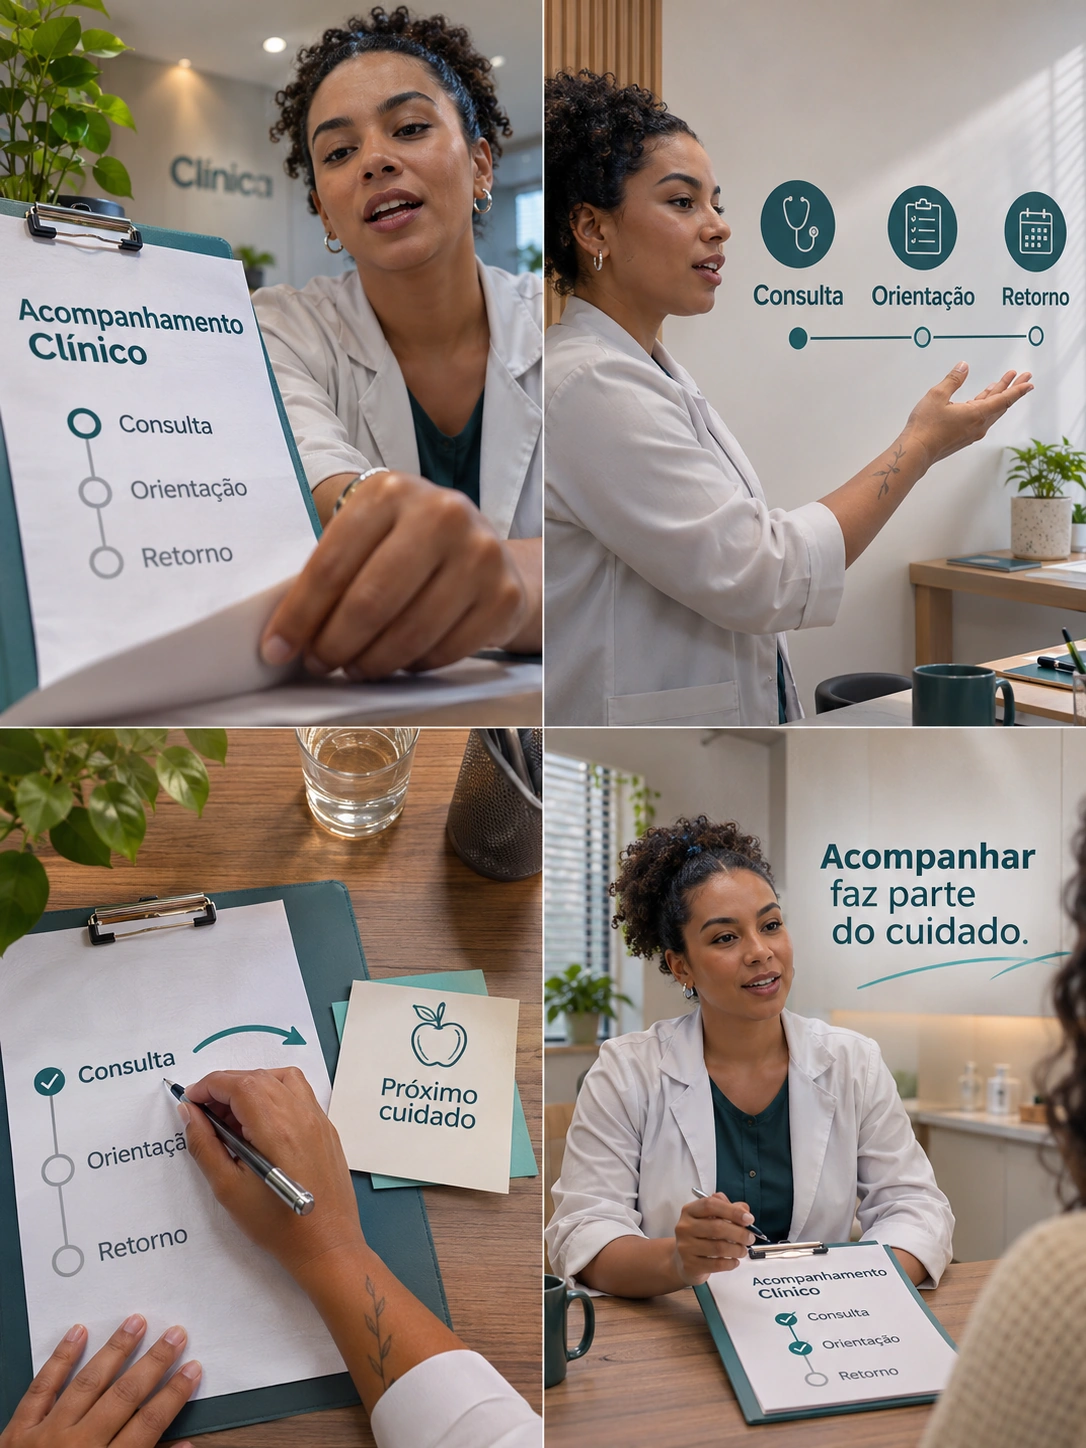 Clínica
Acompanhamento
Clínico
Consulta
Orientação
Retorno
Consulta
Orientação
Retorno
Consulta
Orientaçã
Retorno
Próximo
cuidado
Acompanhar
faz parte
do cuidado.
Acompanhamento
Clínico
Consulta
Orientação
Retorno